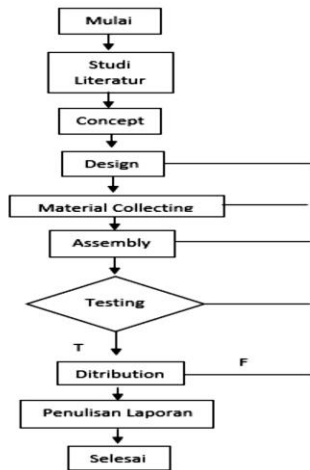 Mulai
Studi
Literatur
Concept
Design
Material Collecting
Assembly
Testing
T
F
Ditribution
Penulisan Laporan
Selesai